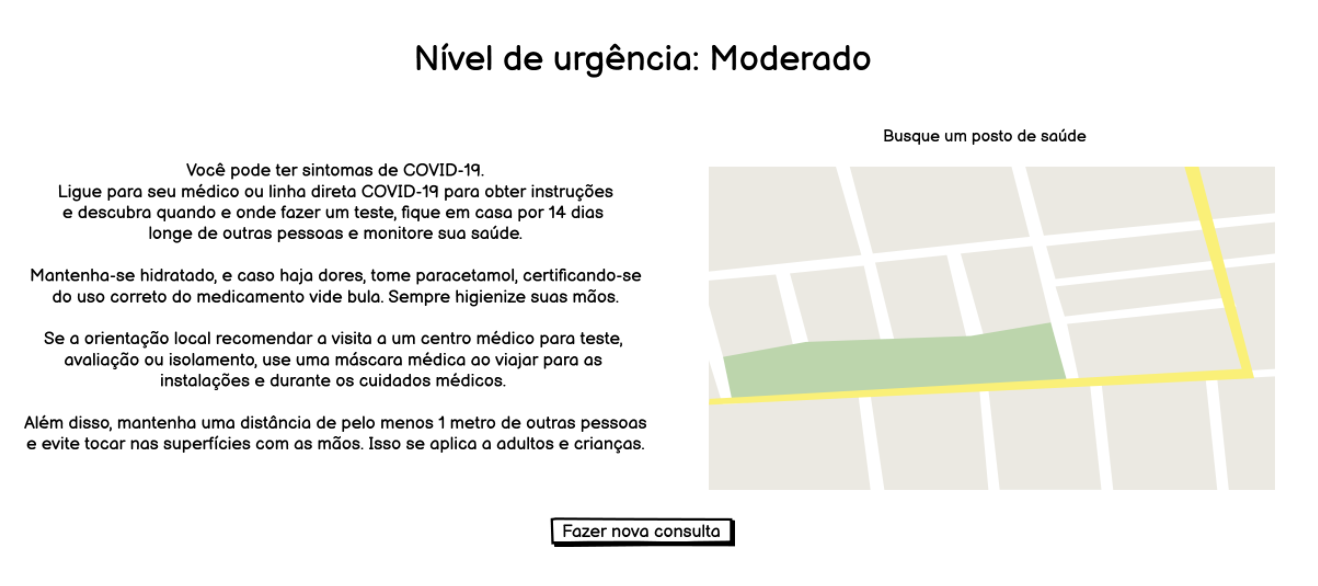 Nível de urgência: Moderado
Você pode ter sintomas de COVID-19.
Ligue para seu médico ou linha direta COVID-19 para obter instruções
e descubra quando e onde fazer um teste, fique em casa por 14 dias
longe de outras pessoas e monitore sua saúde.
Mantenha-se hidratado, e caso haja dores, tome paracetamol, certificando-se
do uso correto do medicamento vide bula. Sempre higienize suas mãos.
Se a orientação local recomendar a visita a um centro médico para teste,
avaliação ou isolamento, use uma máscara médica ao viajar para as
instalações e durante os cuidados médicos.
Além disso, mantenha uma distância de pelo menos 1 metro de outras pessoas
e evite tocar nas superfícies com as mãos. Isso se aplica a adultos e crianças.
Busque um posto de saúde
Fazer nova consulta